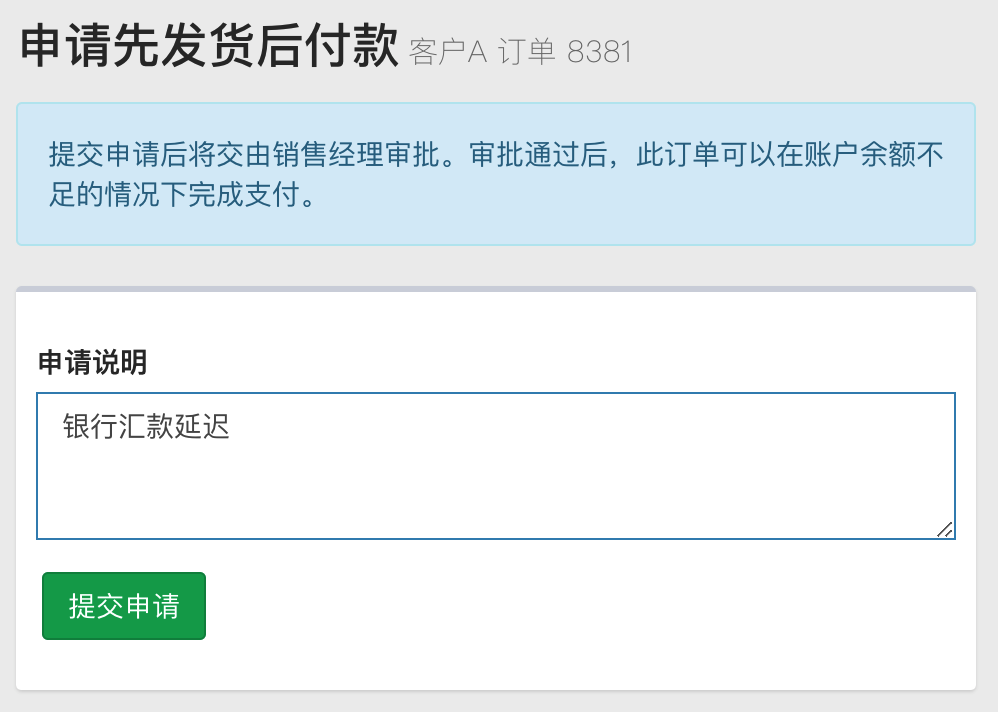 申请先发货后付款 客户A 订单 8381
提交申请后将交由销售经理审批。审批通过后，此订单可以在账户余额不
足的情况下完成支付。
申请说明
银行汇款延迟
提交申请